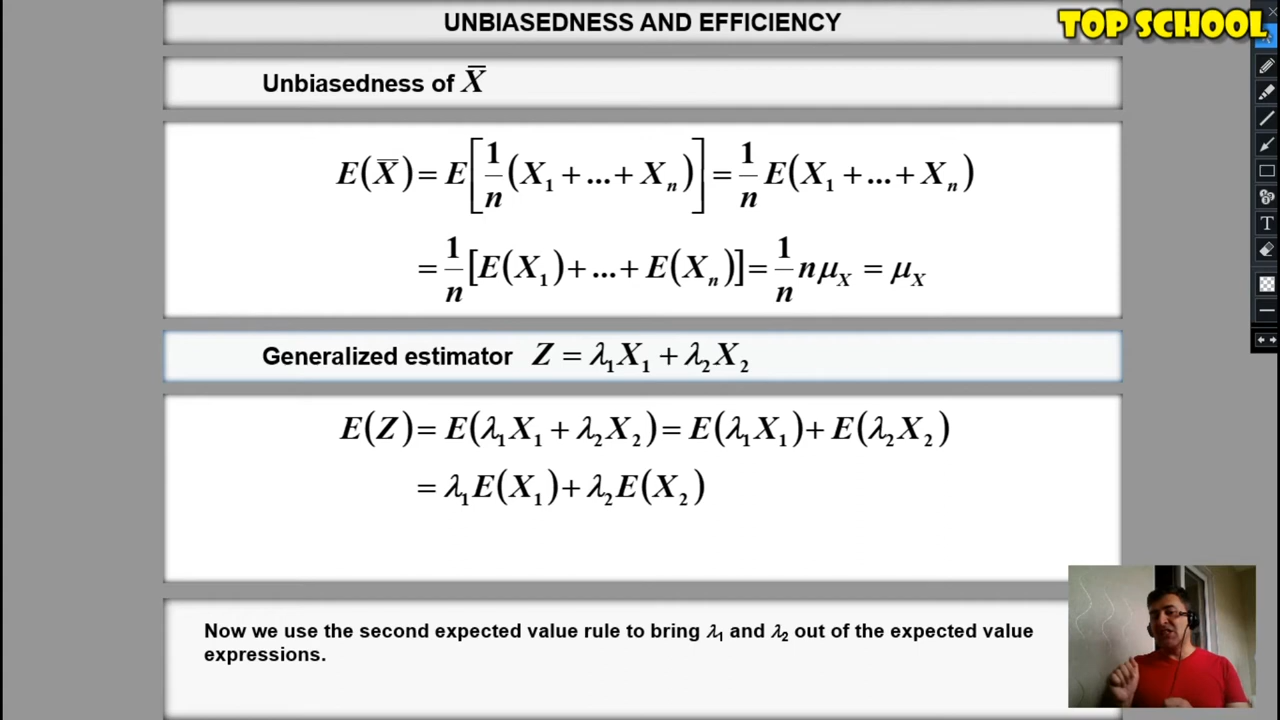 UNBIASEDNESS AND EFFICIENCY
TOP SCHOOL
Unbiasedness of X̅
E(X̅) = E[1/n (X₁ + ... + Xₙ)] = 1/n E(X₁ + ... + Xₙ)
= 1/n [E(X₁) + ... + E(Xₙ)] = 1/n nμ_X = μ_X
Generalized estimator Z = λ₁X₁ + λ₂X₂
E(Z) = E(λ₁X₁ + λ₂X₂) = E(λ₁X₁) + E(λ₂X₂)
= λ₁E(X₁) + λ₂E(X₂)
Now we use the second expected value rule to bring λ₁ and λ₂ out of the expected value
expressions.